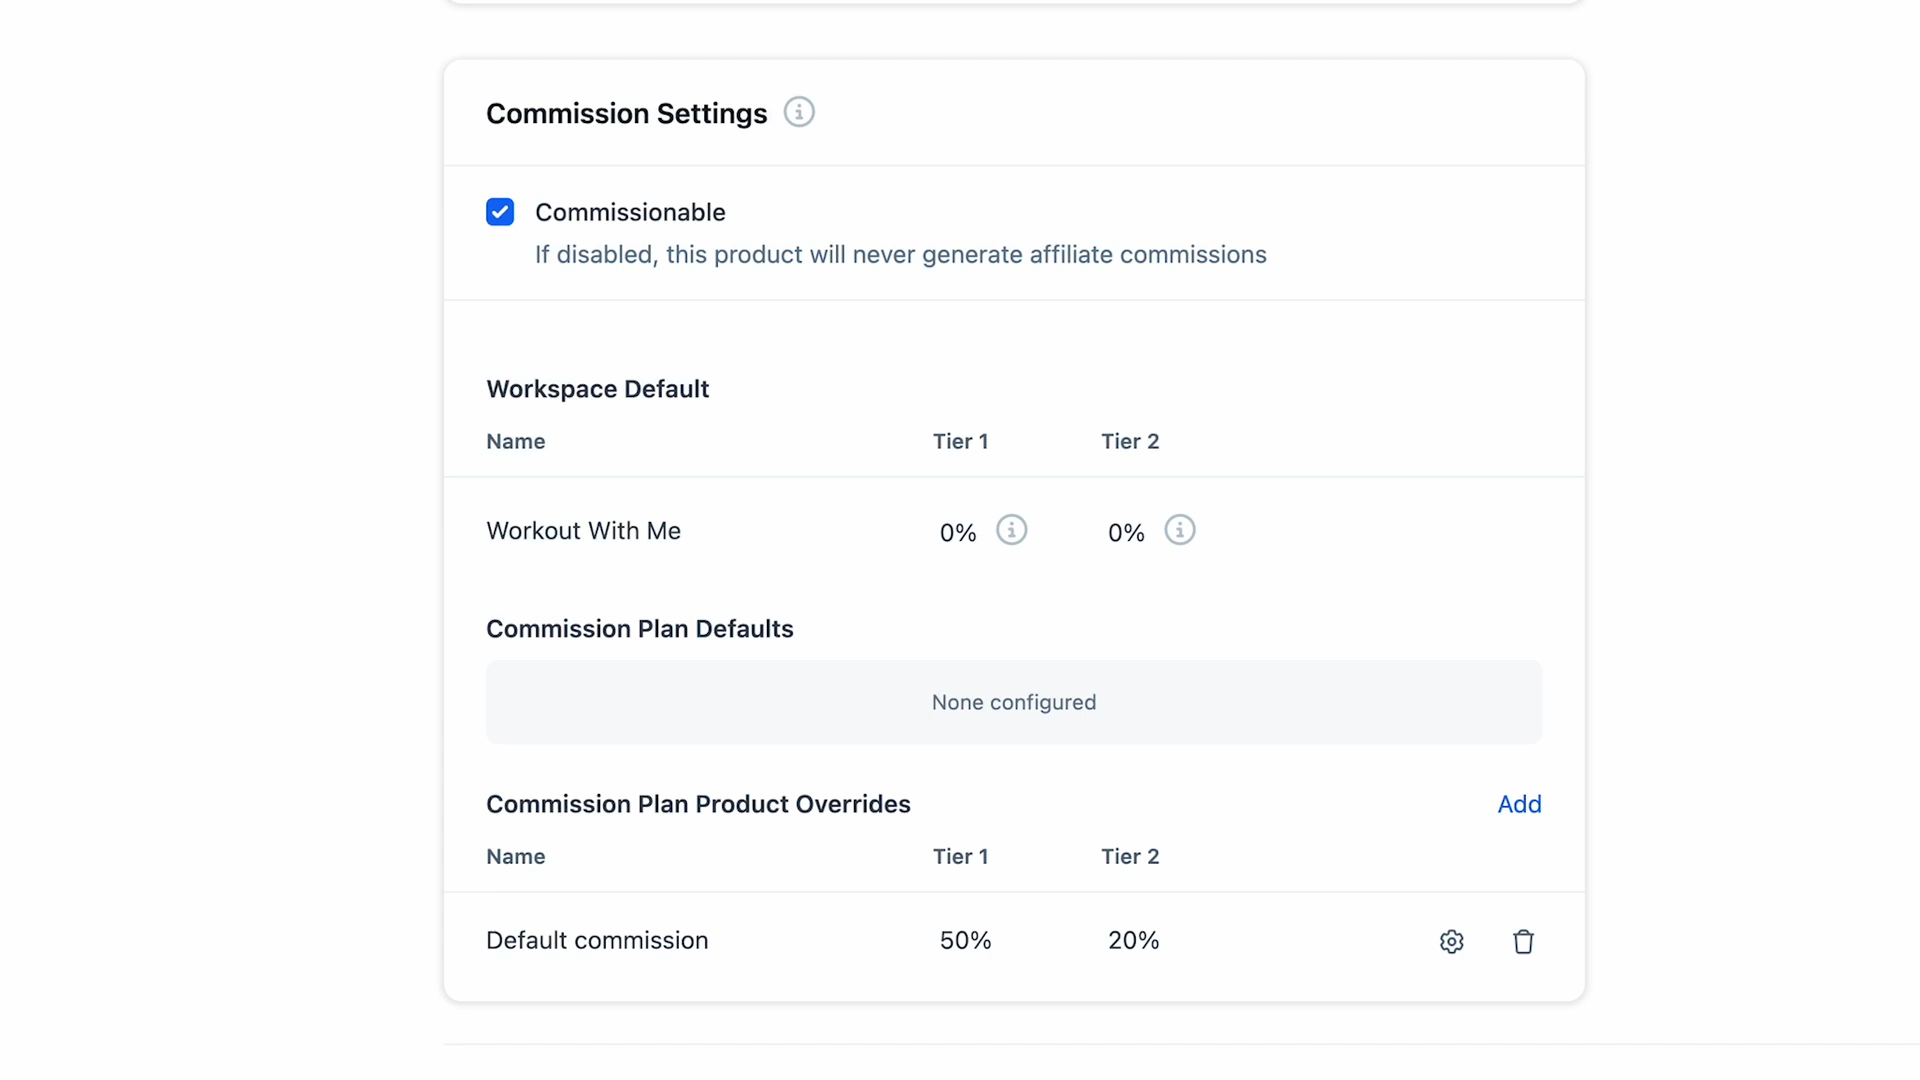 Commission Settings
Commissionable
If disabled, this product will never generate affiliate commissions
Workspace Default
Name Tier 1 Tier 2
Workout With Me 0% 0%
Commission Plan Defaults
None configured
Commission Plan Product Overrides Add
Name Tier 1 Tier 2
Default commission 50% 20%